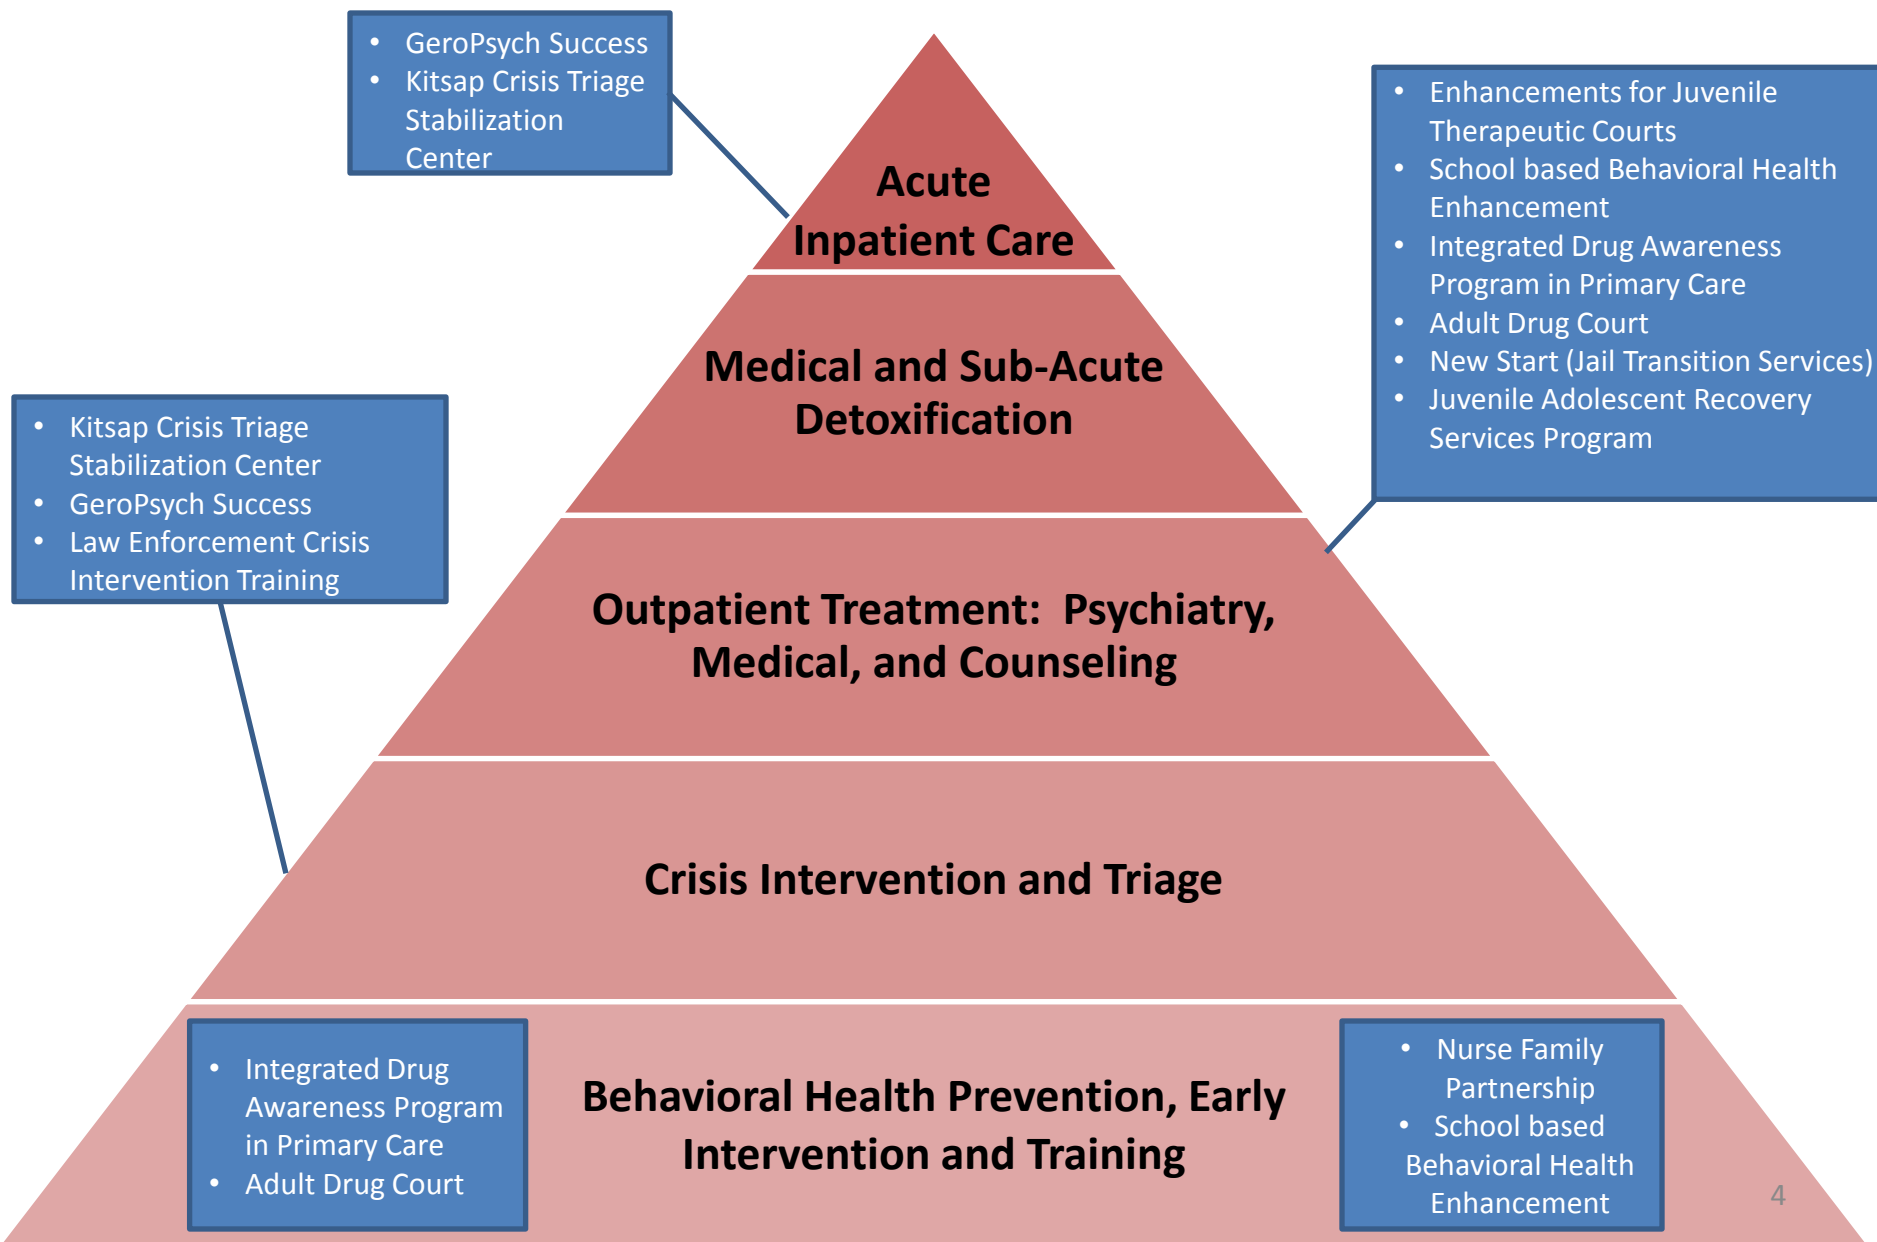 • GeroPsych Success
• Kitsap Crisis Triage
Stabilization
Center
Acute
Inpatient Care
• Enhancements for Juvenile
Therapeutic Courts
• School based Behavioral Health
Enhancement
• Integrated Drug Awareness
Program in Primary Care
• Adult Drug Court
• New Start (Jail Transition Services)
• Juvenile Adolescent Recovery
Services Program
Medical and Sub-Acute
Detoxification
• Kitsap Crisis Triage
Stabilization Center
• GeroPsych Success
• Law Enforcement Crisis
Intervention Training
Outpatient Treatment:  Psychiatry,
Medical, and Counseling
Crisis Intervention and Triage
• Integrated Drug
Awareness Program
in Primary Care
• Adult Drug Court
Behavioral Health Prevention, Early
Intervention and Training
• Nurse Family
Partnership
• School based
Behavioral Health
Enhancement
4